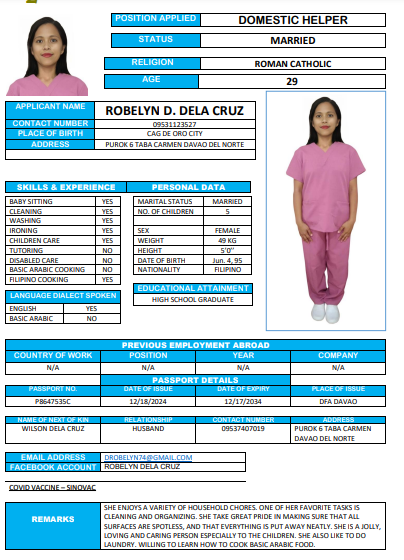 POSITION APPLIED DOMESTIC HELPER
STATUS MARRIED
RELIGION ROMAN CATHOLIC
AGE 29
APPLICANT NAME ROBELYN D. DELA CRUZ
CONTACT NUMBER 09531123527
PLACE OF BIRTH CAG DE ORO CITY
ADDRESS PUROK 6 TABA CARMEN DAVAO DEL NORTE
SKILLS & EXPERIENCE PERSONAL DATA
BABY SITTING YES MARITAL STATUS MARRIED
CLEANING YES NO. OF CHILDREN 5
WASHING YES
IRONING YES SEX FEMALE
CHILDREN CARE YES WEIGHT 49 KG
TUTORING NO HEIGHT 5'0"
DISABLED CARE NO DATE OF BIRTH Jun. 4, 95
BASIC ARABIC COOKING NO NATIONALITY FILIPINO
FILIPINO COOKING YES
EDUCATIONAL ATTAINMENT
LANGUAGE DIALECT SPOKEN HIGH SCHOOL GRADUATE
ENGLISH YES
BASIC ARABIC NO
PREVIOUS EMPLOYMENT ABROAD
COUNTRY OF WORK POSITION YEAR COMPANY
N/A N/A N/A N/A
PASSPORT DETAILS
PASSPORT NO. DATE OF ISSUE DATE OF EXPIRY PLACE OF ISSUE
P8647535C 12/18/2024 12/17/2034 DFA DAVAO
NAME OF NEXT OF KIN RELATIONSHIP CONTACT NUMBER ADDRESS
WILSON DELA CRUZ HUSBAND 09537407019 PUROK 6 TABA CARMEN
DAVAO DEL NORTE
EMAIL ADDRESS DROBELYN74@GMAIL.COM
FACEBOOK ACCOUNT ROBELYN DELA CRUZ
COVID VACCINE – SINOVAC
SHE ENJOYS A VARIETY OF HOUSEHOLD CHORES. ONE OF HER FAVORITE TASKS IS
CLEANING AND ORGANIZING. SHE TAKE GREAT PRIDE IN MAKING SURE THAT ALL
REMARKS SURFACES ARE SPOTLESS, AND THAT EVERYTHING IS PUT AWAY NEATLY. SHE IS A JOLLY,
LOVING AND CARING PERSON ESPECIALLY TO THE CHILDREN. SHE ALSO LIKE TO DO
LAUNDRY. WILLING TO LEARN HOW TO COOK BASIC ARABIC FOOD.